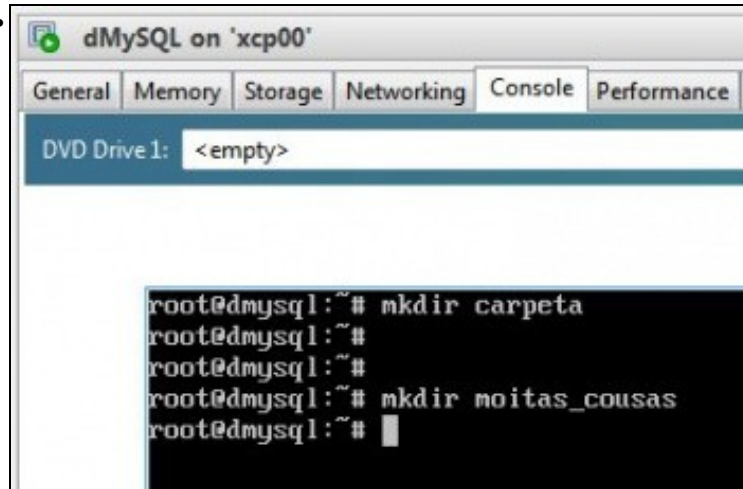 dMySQL on 'xcp00'
General Memory Storage Networking Console Performance
DVD Drive 1: <empty>
root@dmysql:~# mkdir carpeta
root@dmysql:~#
root@dmysql:~#
root@dmysql:~# mkdir moitas_cousas
root@dmysql:~#